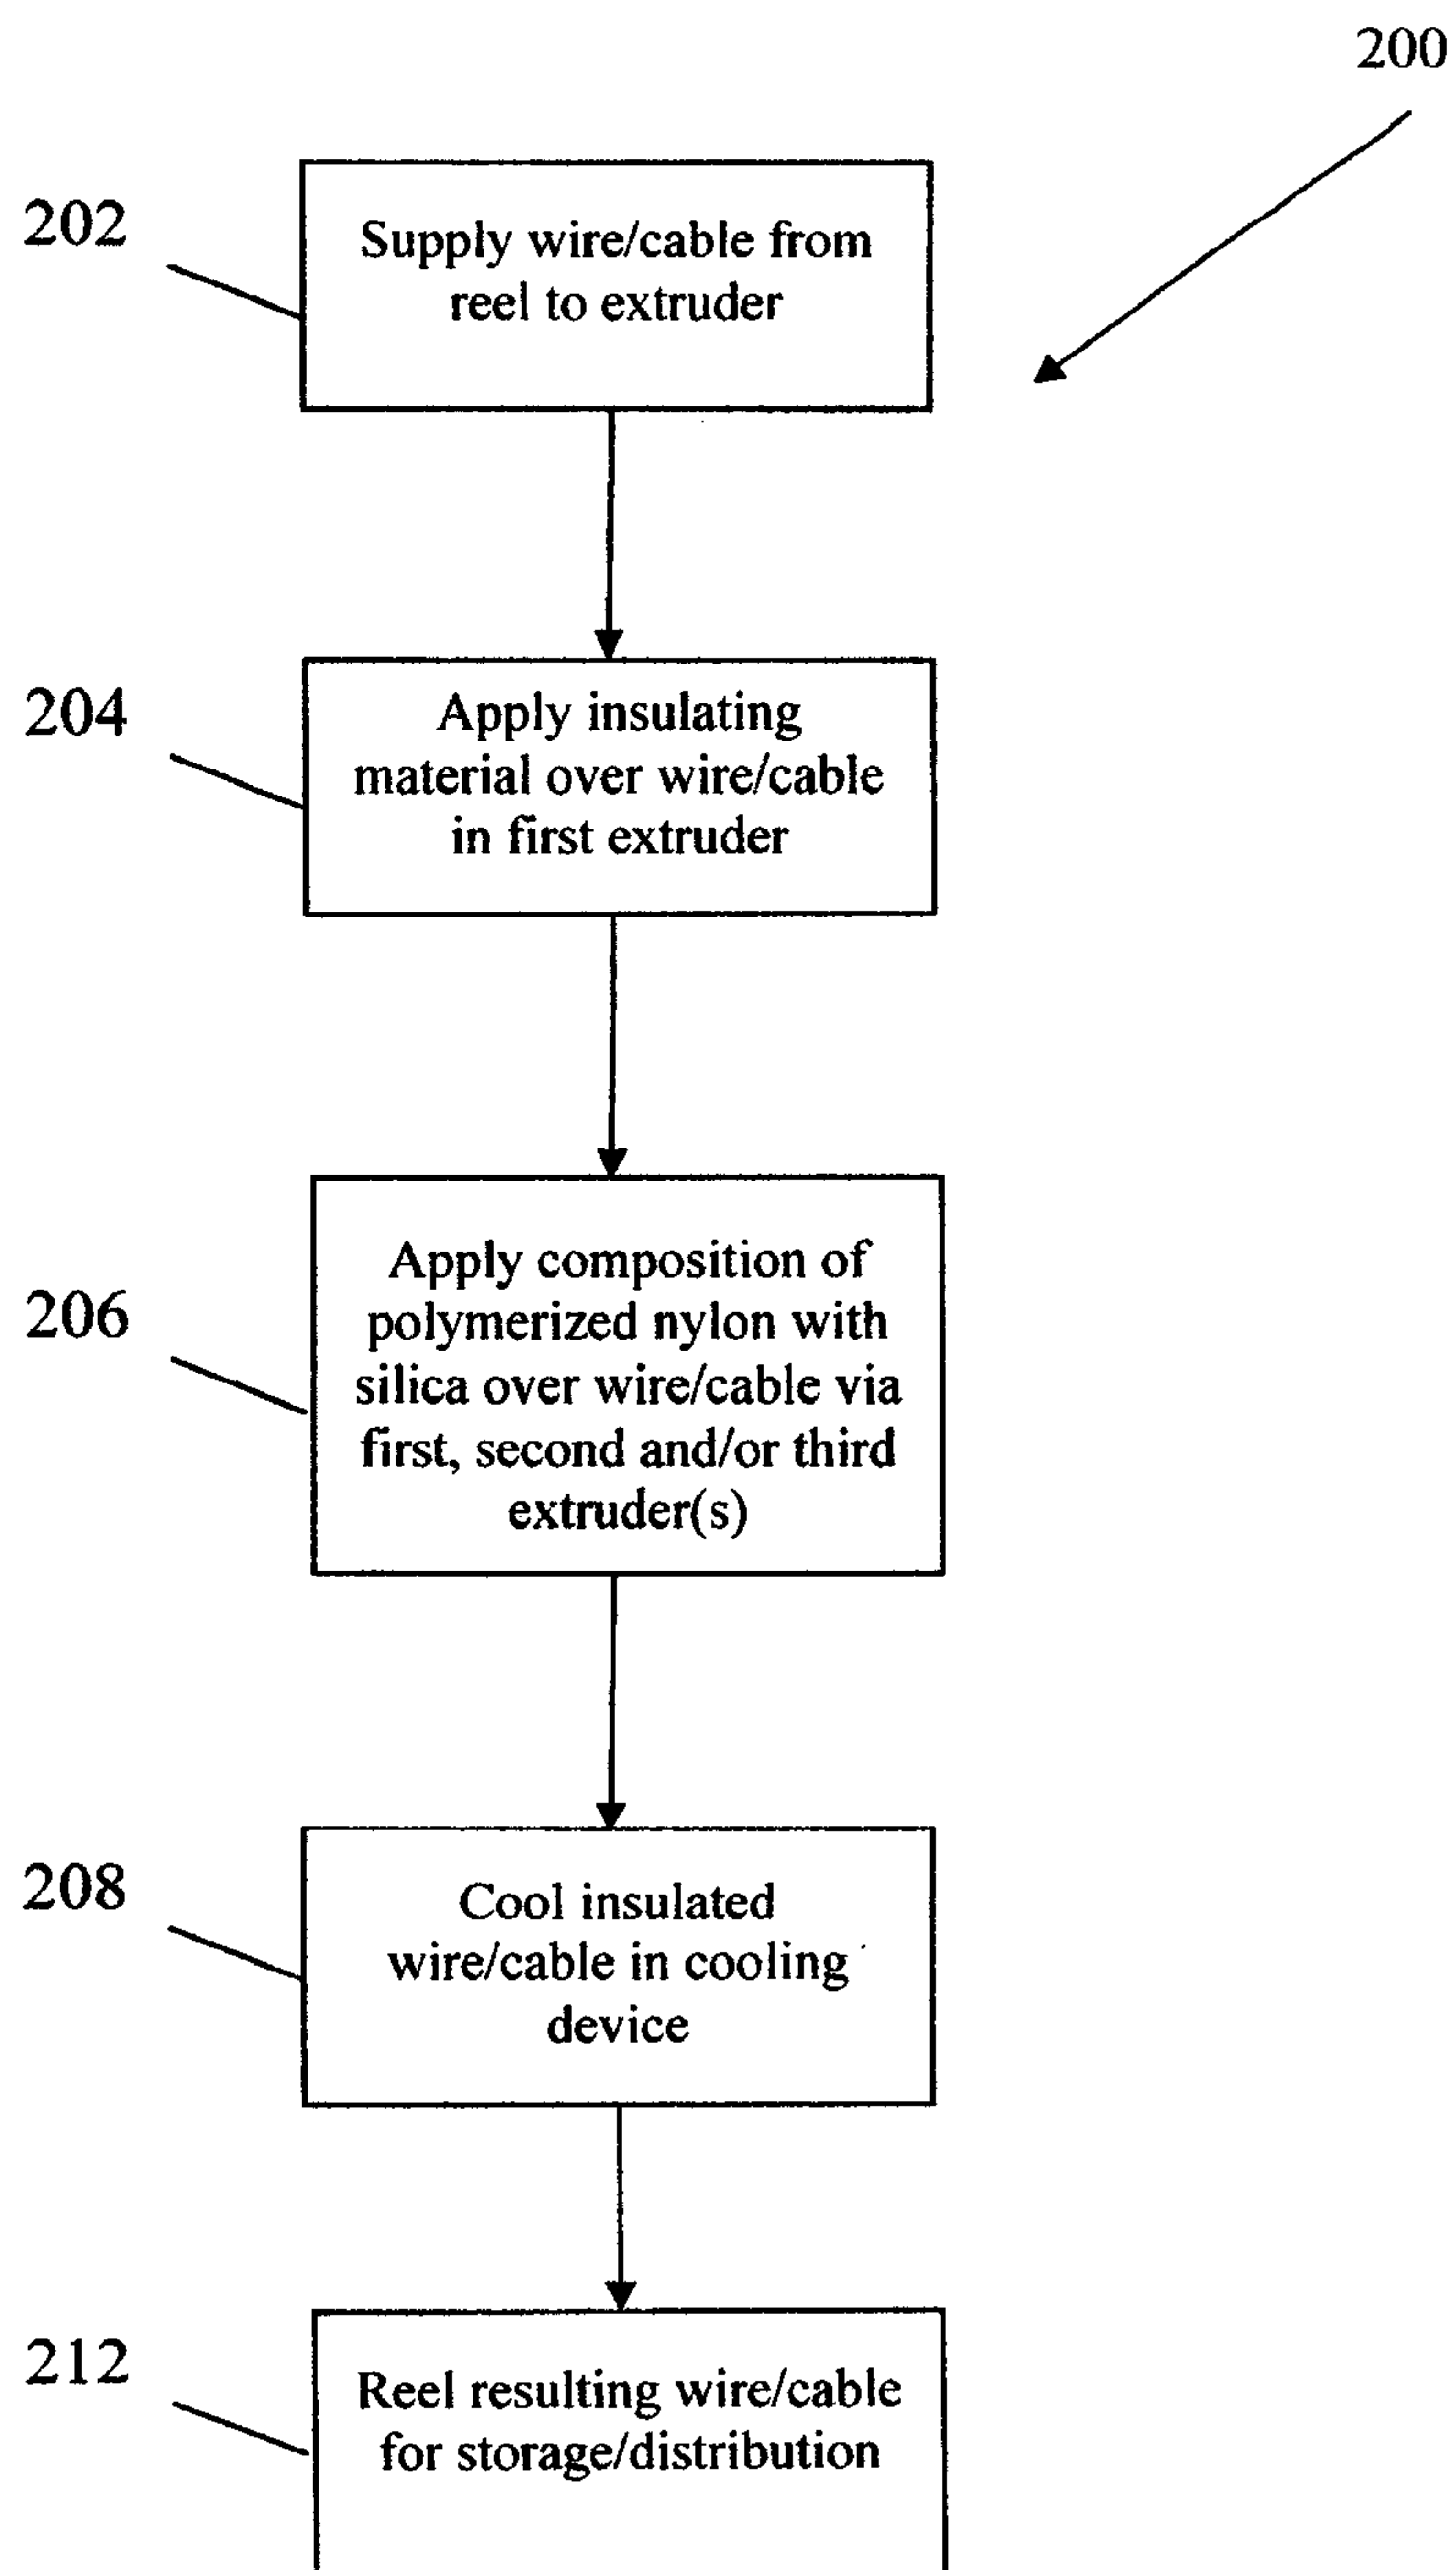 200
202
Supply wire/cable from
reel to extruder
204
Apply insulating
material over wire/cable
in first extruder
206
Apply composition of
polymerized nylon with
silica over wire/cable via
first, second and/or third
extruder(s)
208
Cool insulated
wire/cable in cooling
device
212
Reel resulting wire/cable
for storage/distribution